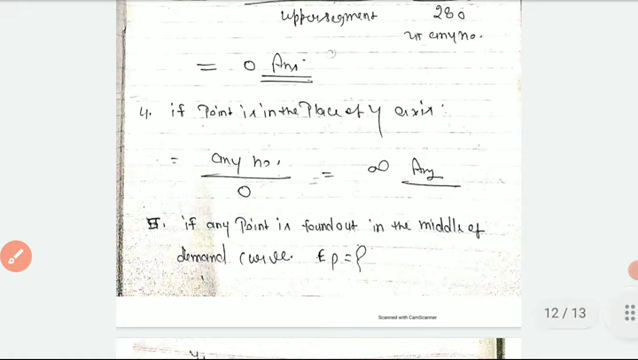 upper segment 280
or any no.
= 0 Ans.
4. if Point is in the Place of y axis:
= any no. / 0 = ∞ Ans
5. if any Point is found out in the middle of
demand curve. Ep = ?
12 / 13
Scanned with CamScanner